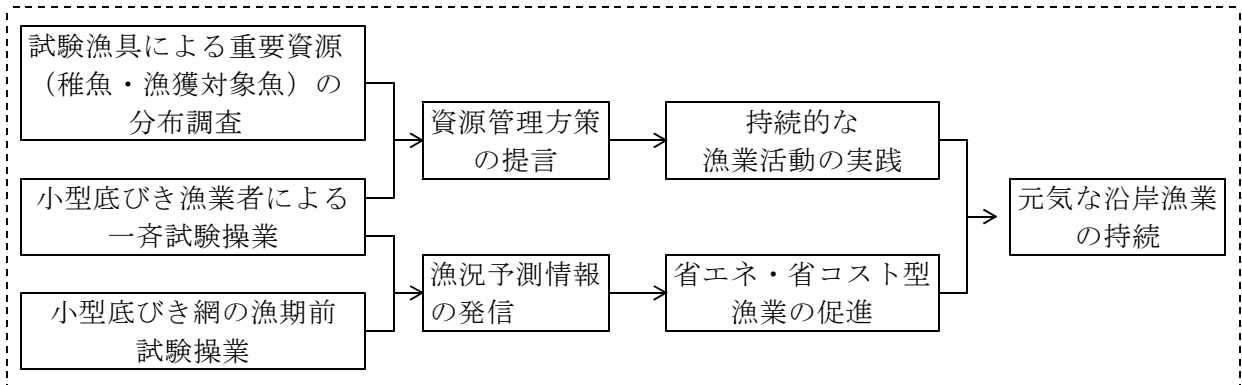 試験漁具による重要資源
（稚魚・漁獲対象魚）の
分布調査
小型底びき漁業者による
一斉試験操業
小型底びき網の漁期前
試験操業
資源管理方策
の提言
漁況予測情報
の発信
持続的な
漁業活動の実践
省エネ・省コスト型
漁業の促進
元気な沿岸漁業
の持続